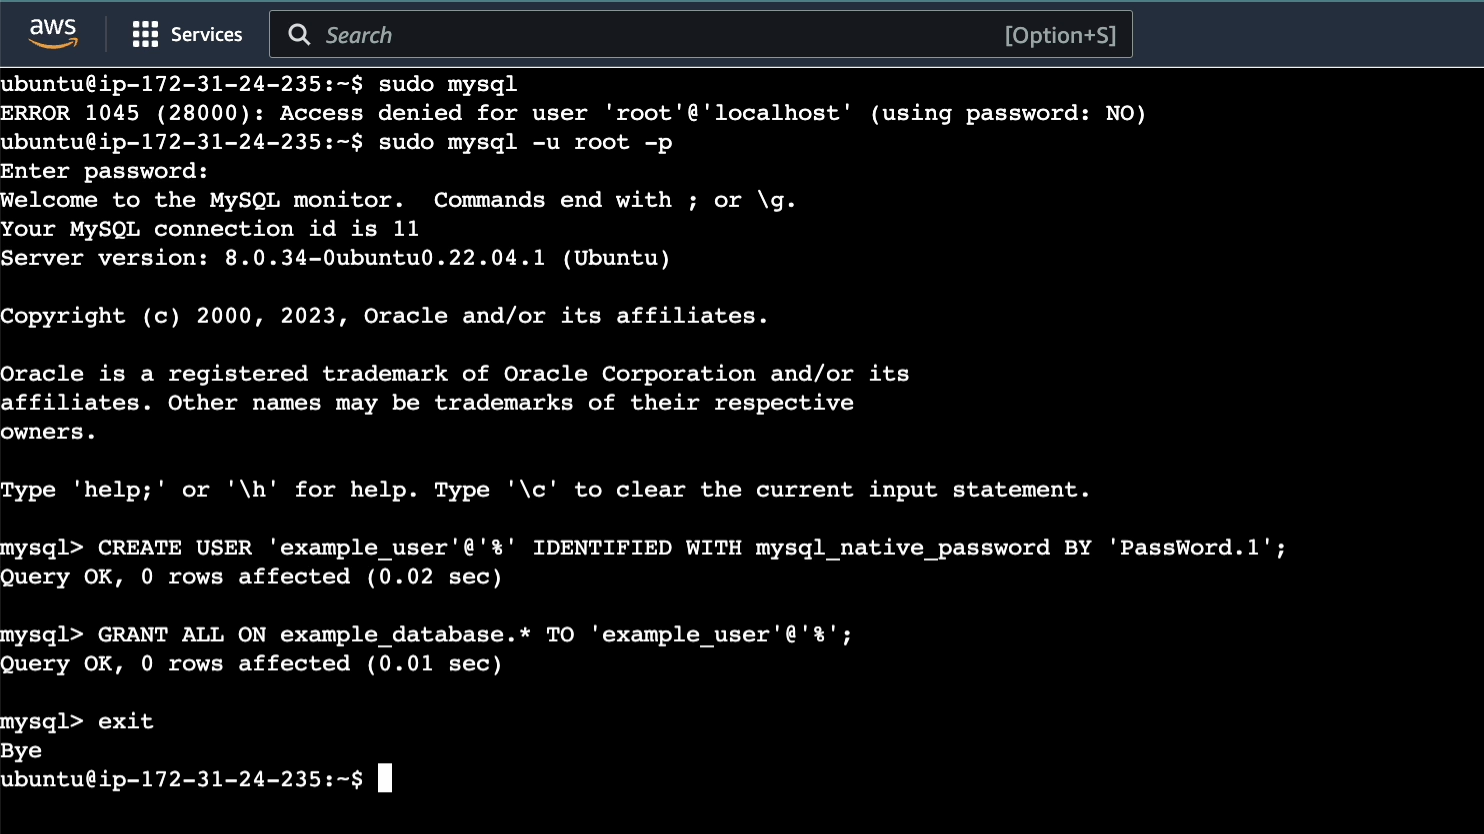 aws
Services
Search
[Option+S]
ubuntu@ip-172-31-24-235:~$ sudo mysql
ERROR 1045 (28000): Access denied for user 'root'@'localhost' (using password: NO)
ubuntu@ip-172-31-24-235:~$ sudo mysql -u root -p
Enter password:
Welcome to the MySQL monitor.  Commands end with ; or \g.
Your MySQL connection id is 11
Server version: 8.0.34-0ubuntu0.22.04.1 (Ubuntu)
Copyright (c) 2000, 2023, Oracle and/or its affiliates.
Oracle is a registered trademark of Oracle Corporation and/or its
affiliates. Other names may be trademarks of their respective
owners.
Type 'help;' or '\h' for help. Type '\c' to clear the current input statement.
mysql> CREATE USER 'example_user'@'%' IDENTIFIED WITH mysql_native_password BY 'PassWord.1';
Query OK, 0 rows affected (0.02 sec)
mysql> GRANT ALL ON example_database.* TO 'example_user'@'%';
Query OK, 0 rows affected (0.01 sec)
mysql> exit
Bye
ubuntu@ip-172-31-24-235:~$